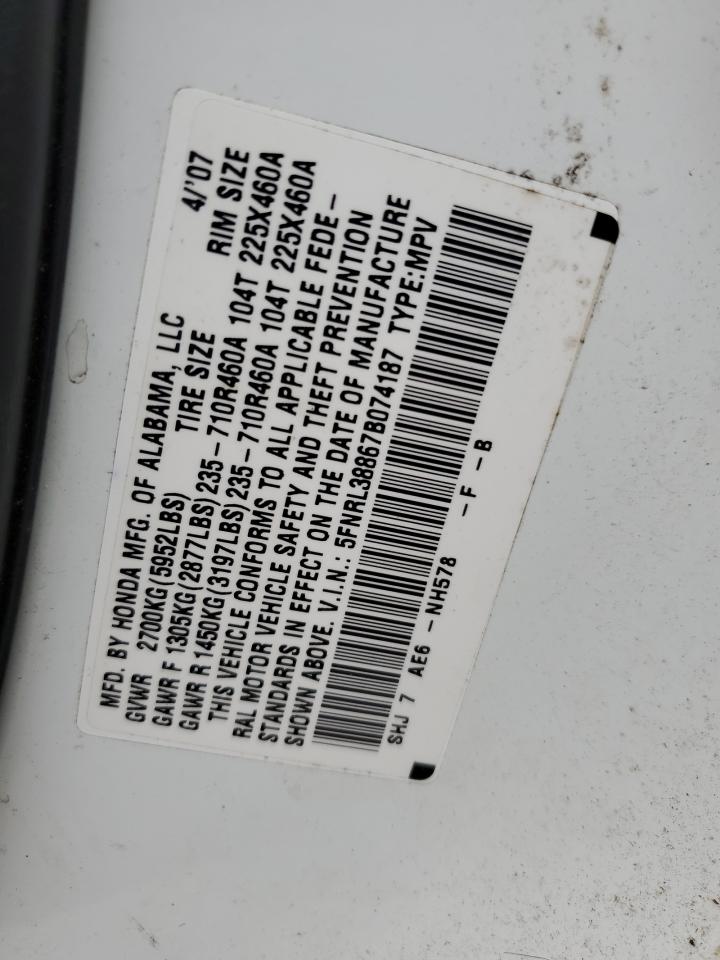 MFD. BY HONDA MFG. OF ALABAMA, LLC 4/'07
GVWR 2700KG(5952LBS) TIRE SIZE RIM SIZE
GAWR F 1305KG(2877LBS) 235-710R460A 104T 225X460A
GAWR R 1450KG(3197LBS) 235-710R460A 104T 225X460A
THIS VEHICLE CONFORMS TO ALL APPLICABLE FEDE-
RAL MOTOR VEHICLE SAFETY AND THEFT PREVENTION
STANDARDS IN EFFECT ON THE DATE OF MANUFACTURE
SHOWN ABOVE. V.I.N.: 5FNRL38867B074187 TYPE:MPV
SHJ 7 AE6 -NH578 -F -B